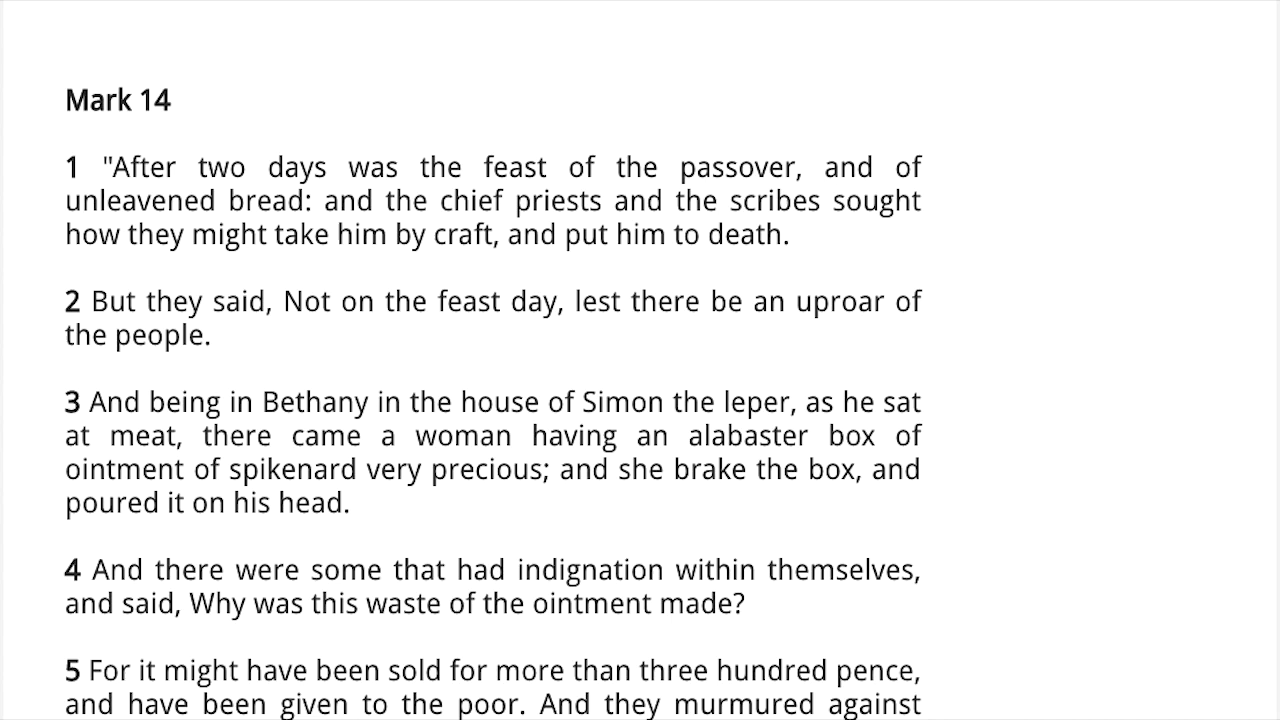 Mark 14
1 "After two days was the feast of the passover, and of
unleavened bread: and the chief priests and the scribes sought
how they might take him by craft, and put him to death.
2 But they said, Not on the feast day, lest there be an uproar of
the people.
3 And being in Bethany in the house of Simon the leper, as he sat
at meat, there came a woman having an alabaster box of
ointment of spikenard very precious; and she brake the box, and
poured it on his head.
4 And there were some that had indignation within themselves,
and said, Why was this waste of the ointment made?
5 For it might have been sold for more than three hundred pence,
and have been given to the poor. And they murmured against